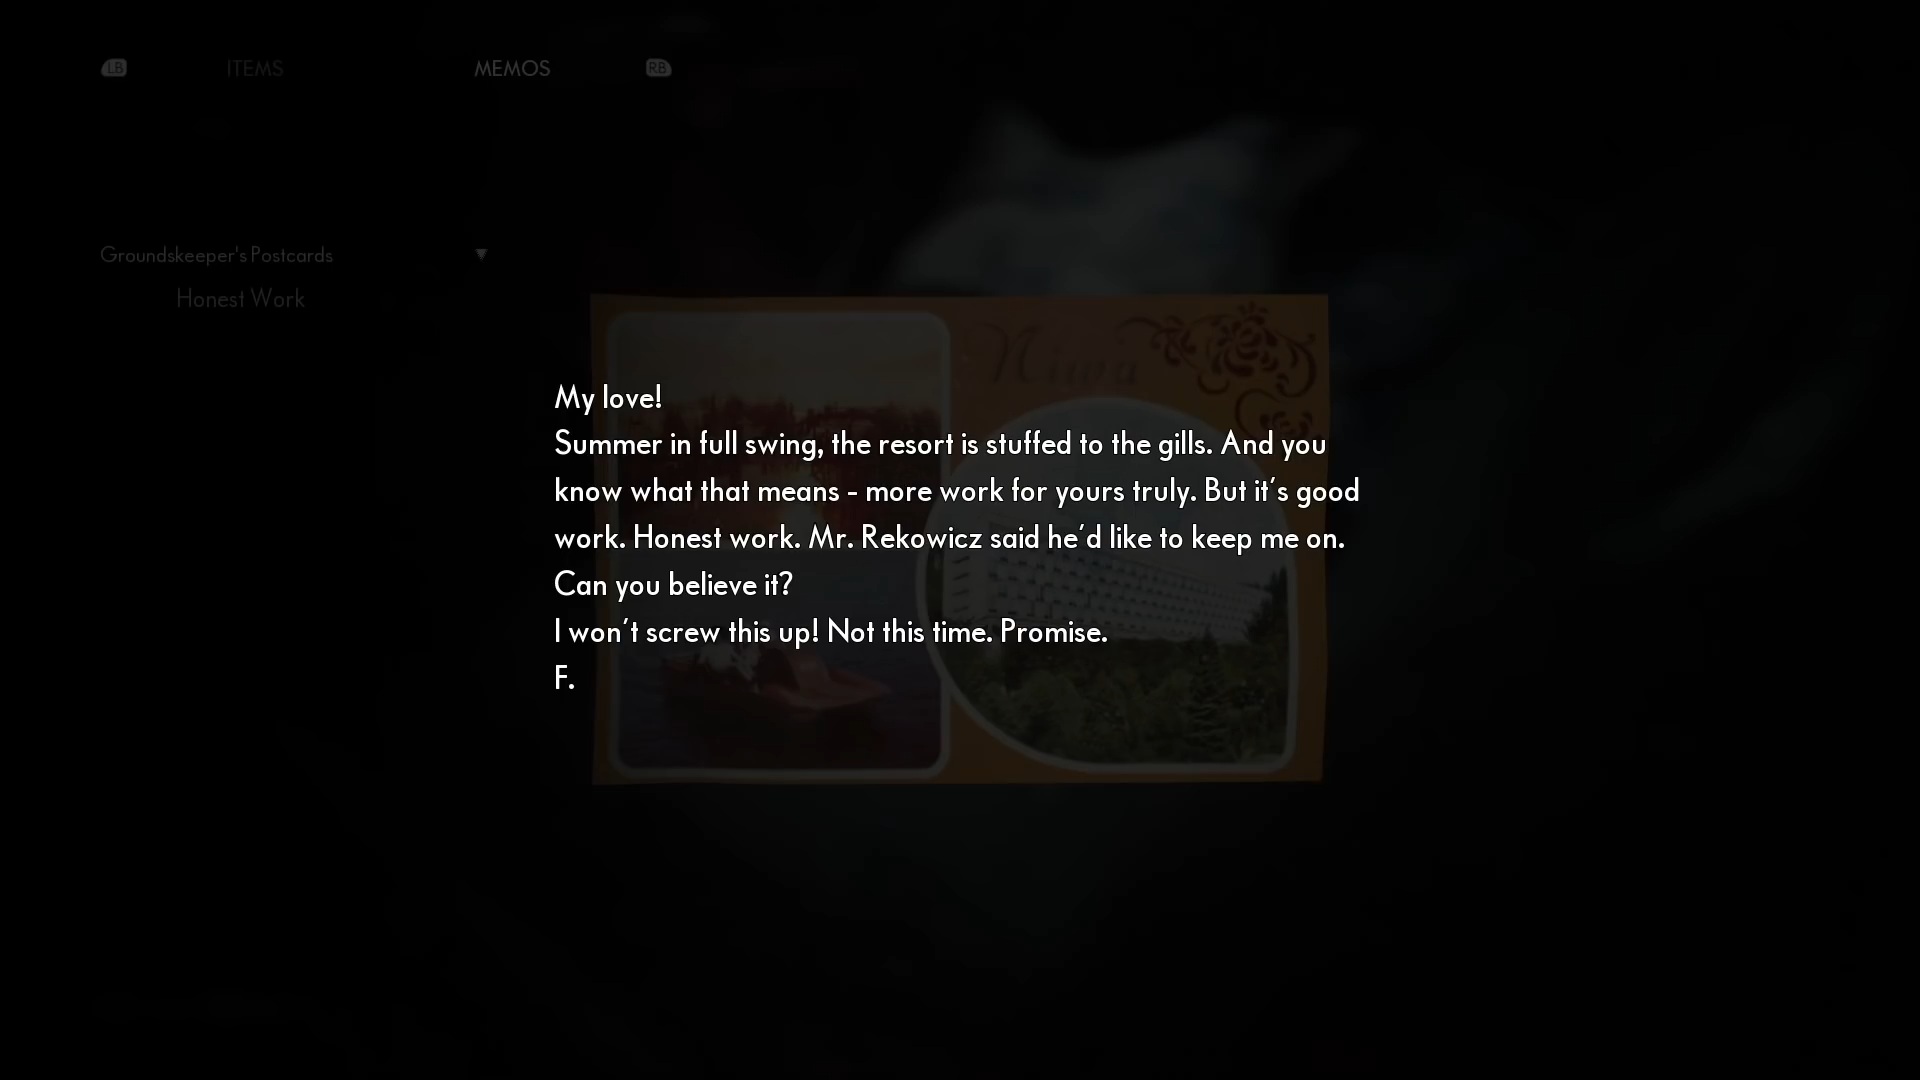 LB
ITEMS
MEMOS
RB
Groundskeeper's Postcards
Honest Work
Niwa
My love!
Summer in full swing, the resort is stuffed to the gills. And you
know what that means - more work for yours truly. But it's good
work. Honest work. Mr. Rekowicz said he'd like to keep me on.
Can you believe it?
I won't screw this up! Not this time. Promise.
F.